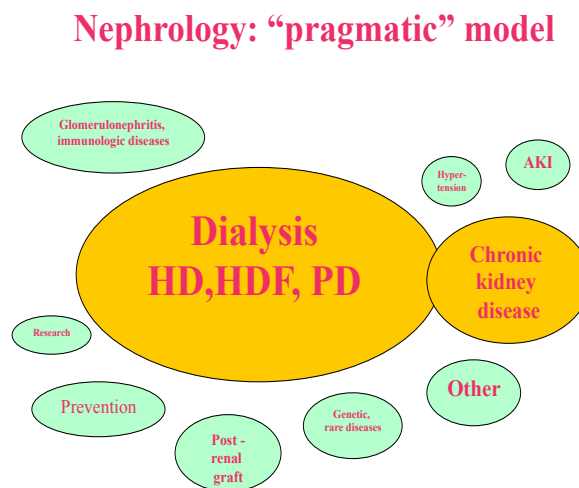 Nephrology: “pragmatic” model
Glomerulonephritis,
immunologic diseases
AKI
Hyper-
tension
Dialysis
HD,HDF, PD
Chronic
kidney
disease
Research
Prevention
Other
Genetic,
rare diseases
Post -
renal
graft